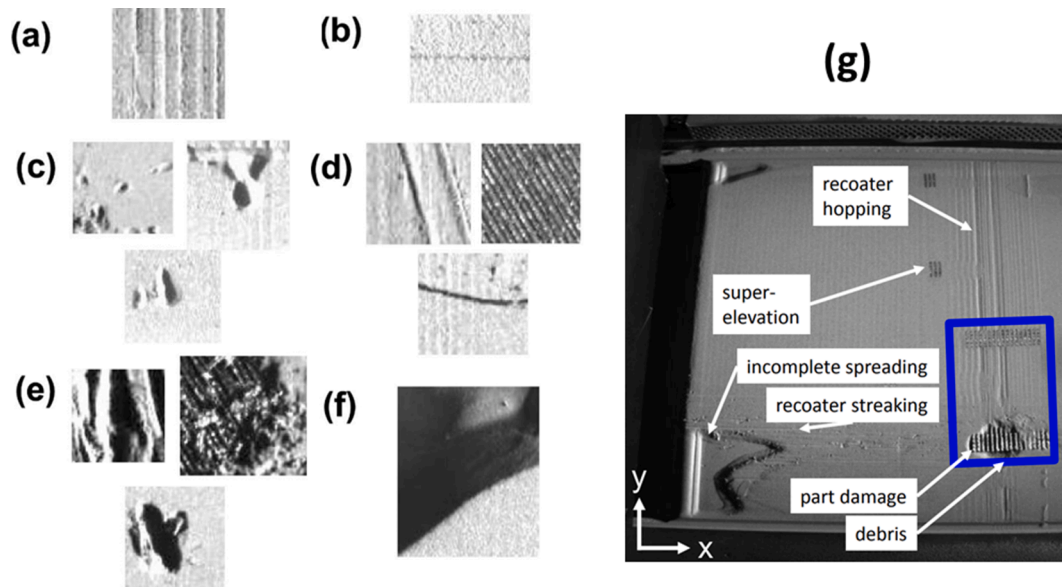 (a)
(b)
(c)
(d)
(e)
(f)
(g)
recoater
hopping
super-
elevation
incomplete spreading
recoater streaking
part damage
debris
y
x